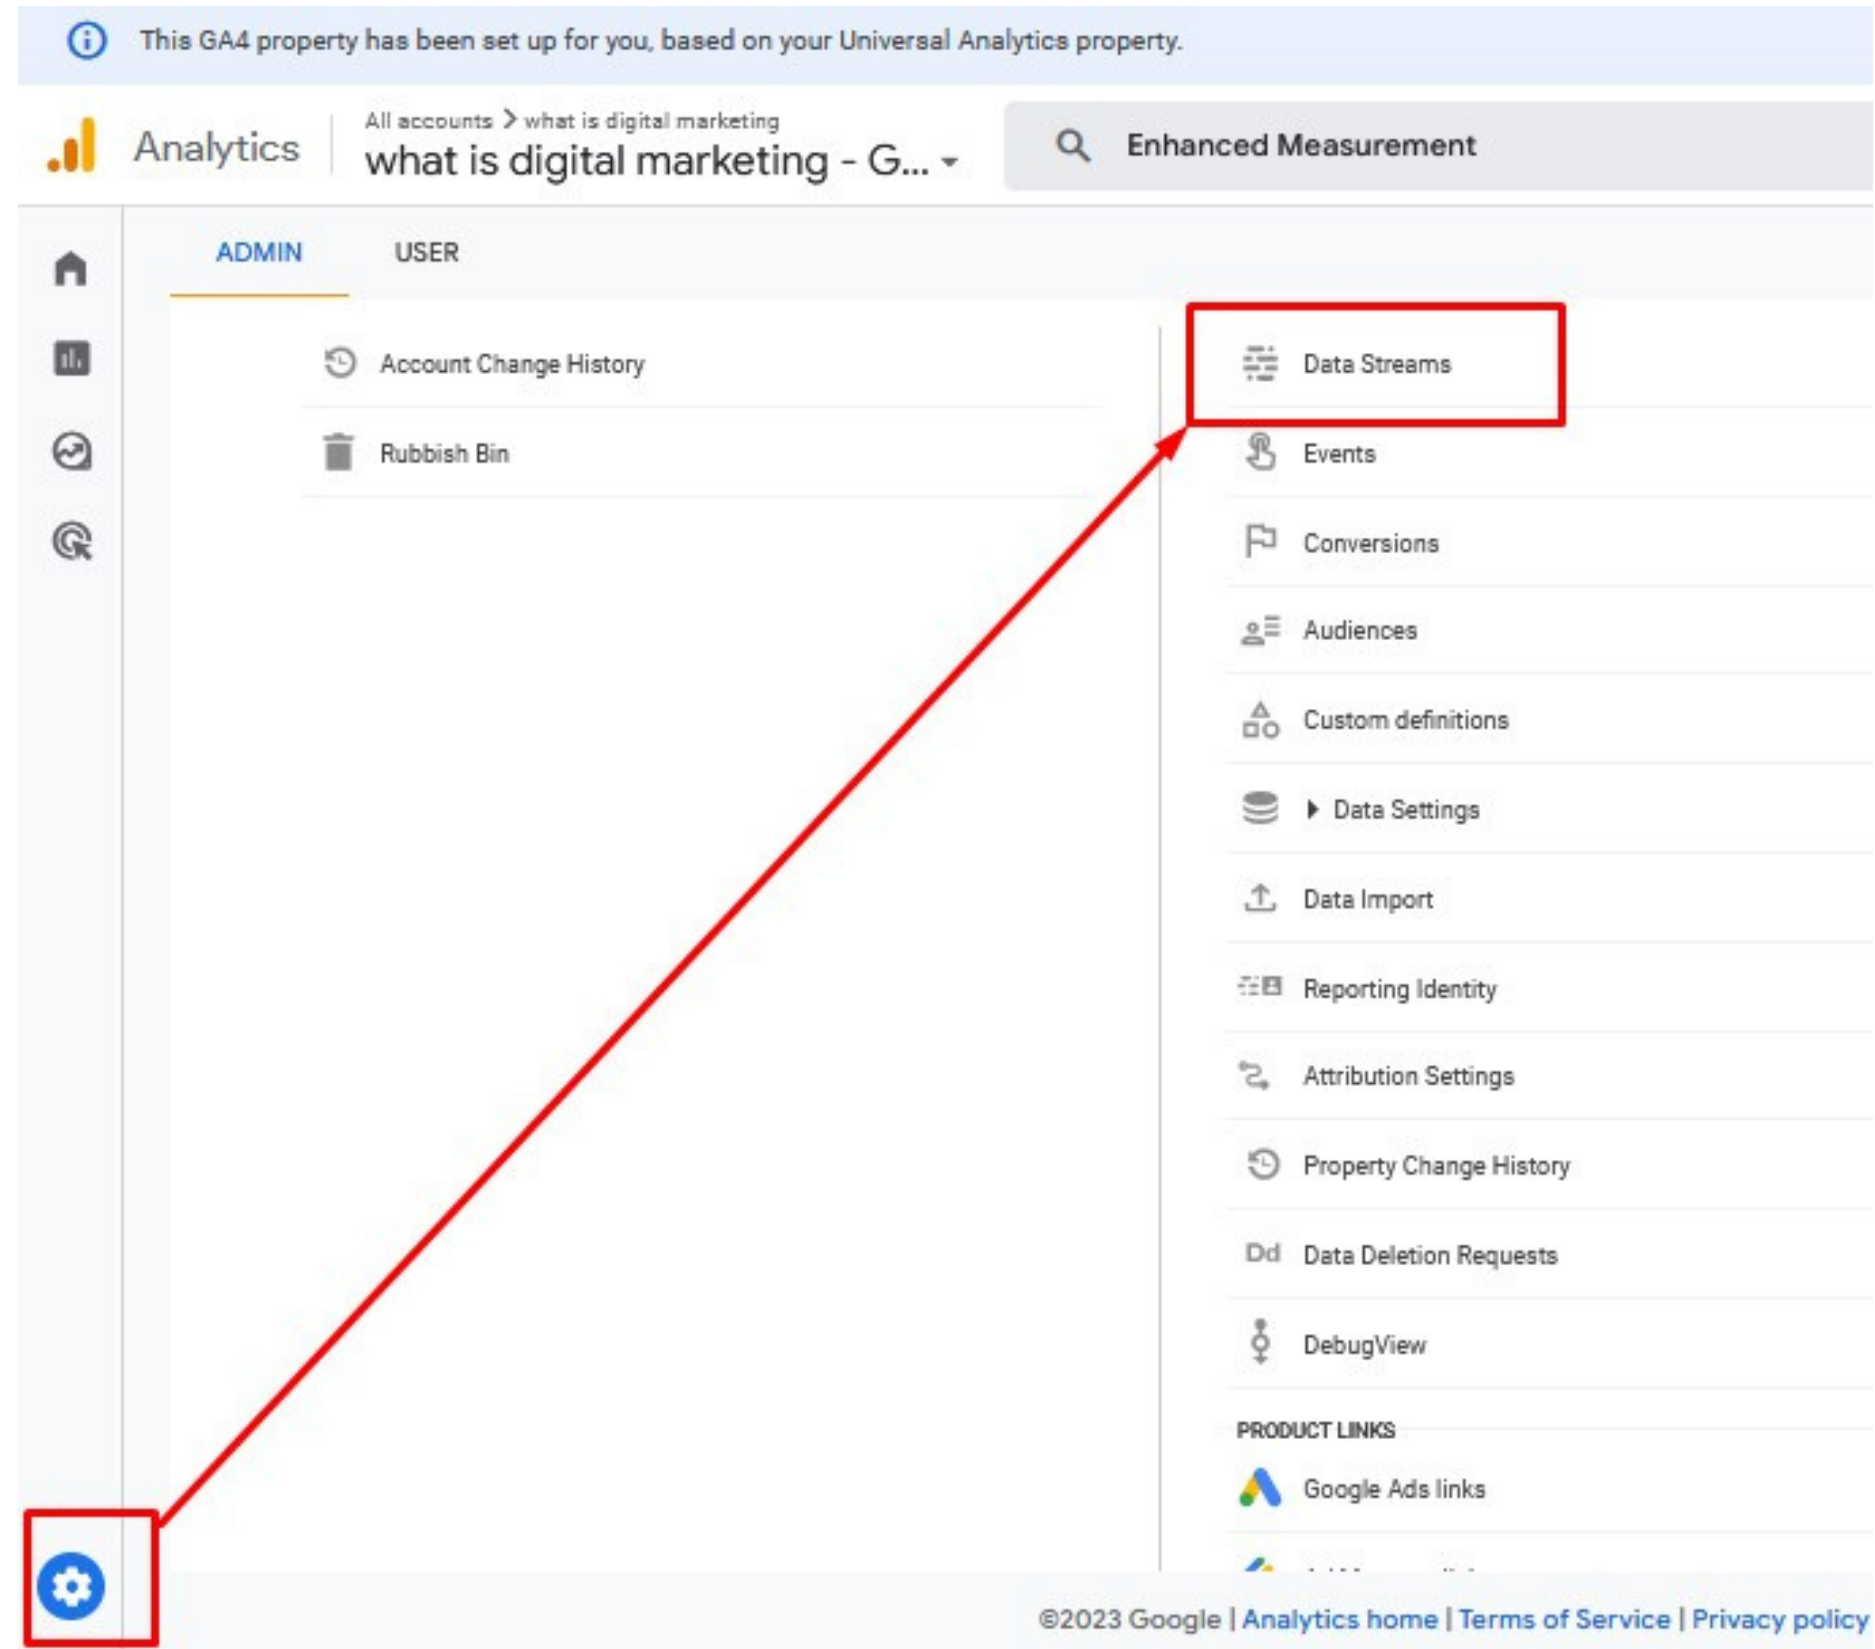 This GA4 property has been set up for you, based on your Universal Analytics property.
Analytics
All accounts > what is digital marketing
what is digital marketing - G...
Enhanced Measurement
ADMIN
USER
Account Change History
Rubbish Bin
Data Streams
Events
Conversions
Audiences
Custom definitions
Data Settings
Data Import
Reporting Identity
Attribution Settings
Property Change History
Dd Data Deletion Requests
DebugView
PRODUCT LINKS
Google Ads links
©2023 Google | Analytics home | Terms of Service | Privacy policy